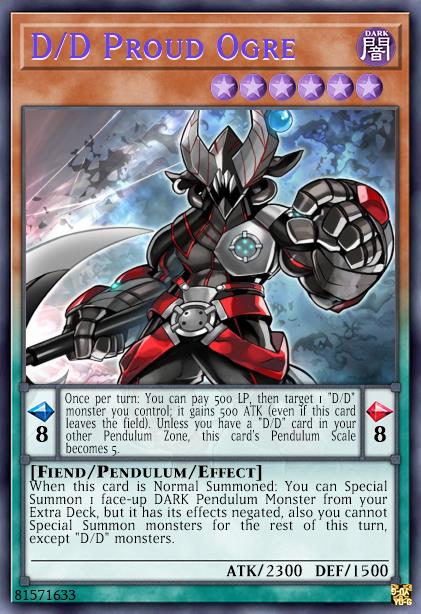 D/D Proud Ogre
DARK
闇
Once per turn: You can pay 500 LP, then target 1 "D/D"
monster you control; it gains 500 ATK (even if this card
leaves the field). Unless you have a "D/D" card in your
other Pendulum Zone, this card's Pendulum Scale
becomes 5.
8
8
[Fiend/Pendulum/Effect]
When this card is Normal Summoned: You can Special
Summon 1 face-up DARK Pendulum Monster from your
Extra Deck, but it has its effects negated, also you cannot
Special Summon monsters for the rest of this turn,
except "D/D" monsters.
ATK/2300 DEF/1500
81571633